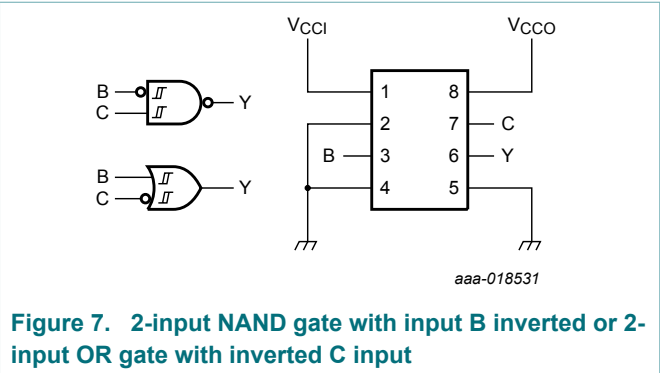 VCCI
VCCO
B
C
Y
B
C
Y
1
8
2
7
C
B
3
6
Y
4
5
aaa-018531
Figure 7. 2-input NAND gate with input B inverted or 2-
input OR gate with inverted C input